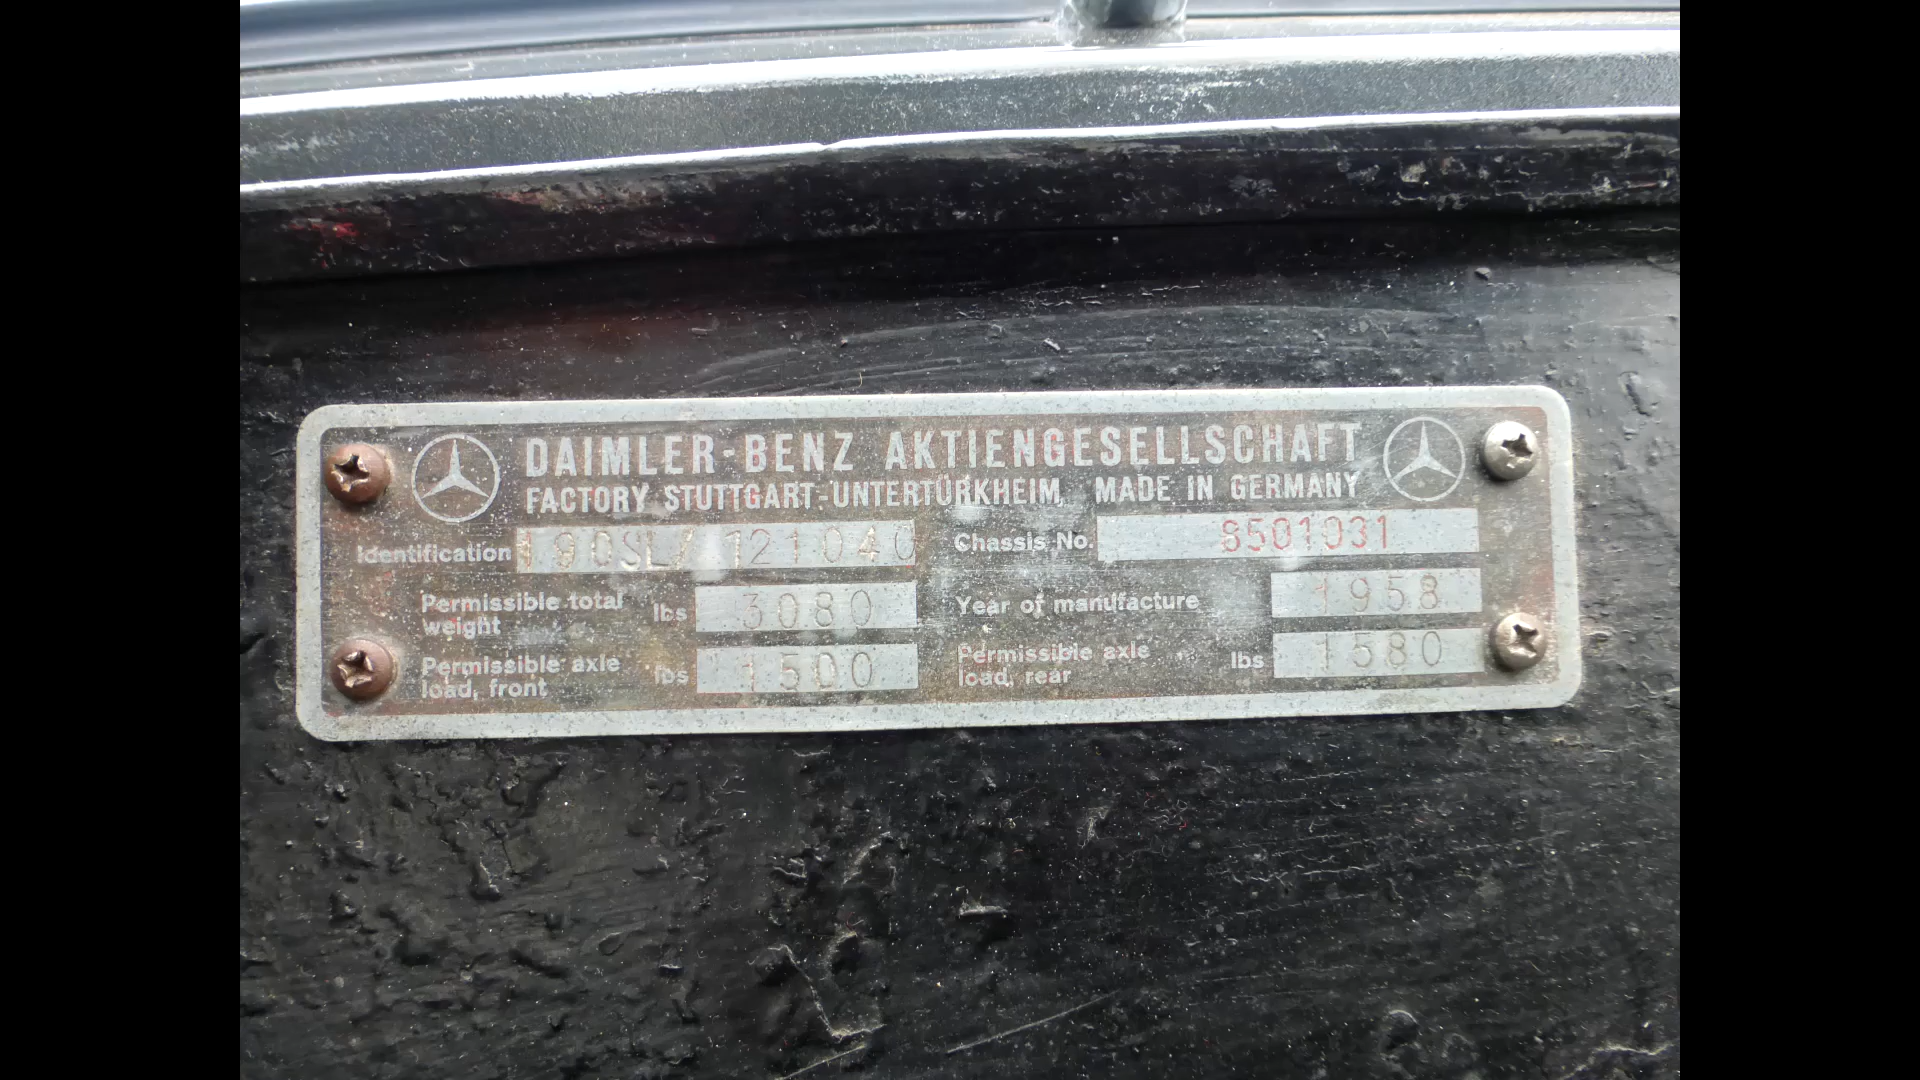 DAIMLER-BENZ AKTIENGESELLSCHAFT
FACTORY STUTTGART-UNTERTÜRKHEIM, MADE IN GERMANY
Identification 190SL/ 121040 Chassis No. 8501031
Permissible total weight lbs 3080 Year of manufacture 1958
Permissible axle load, front lbs 1500 Permissible axle load, rear lbs 1580